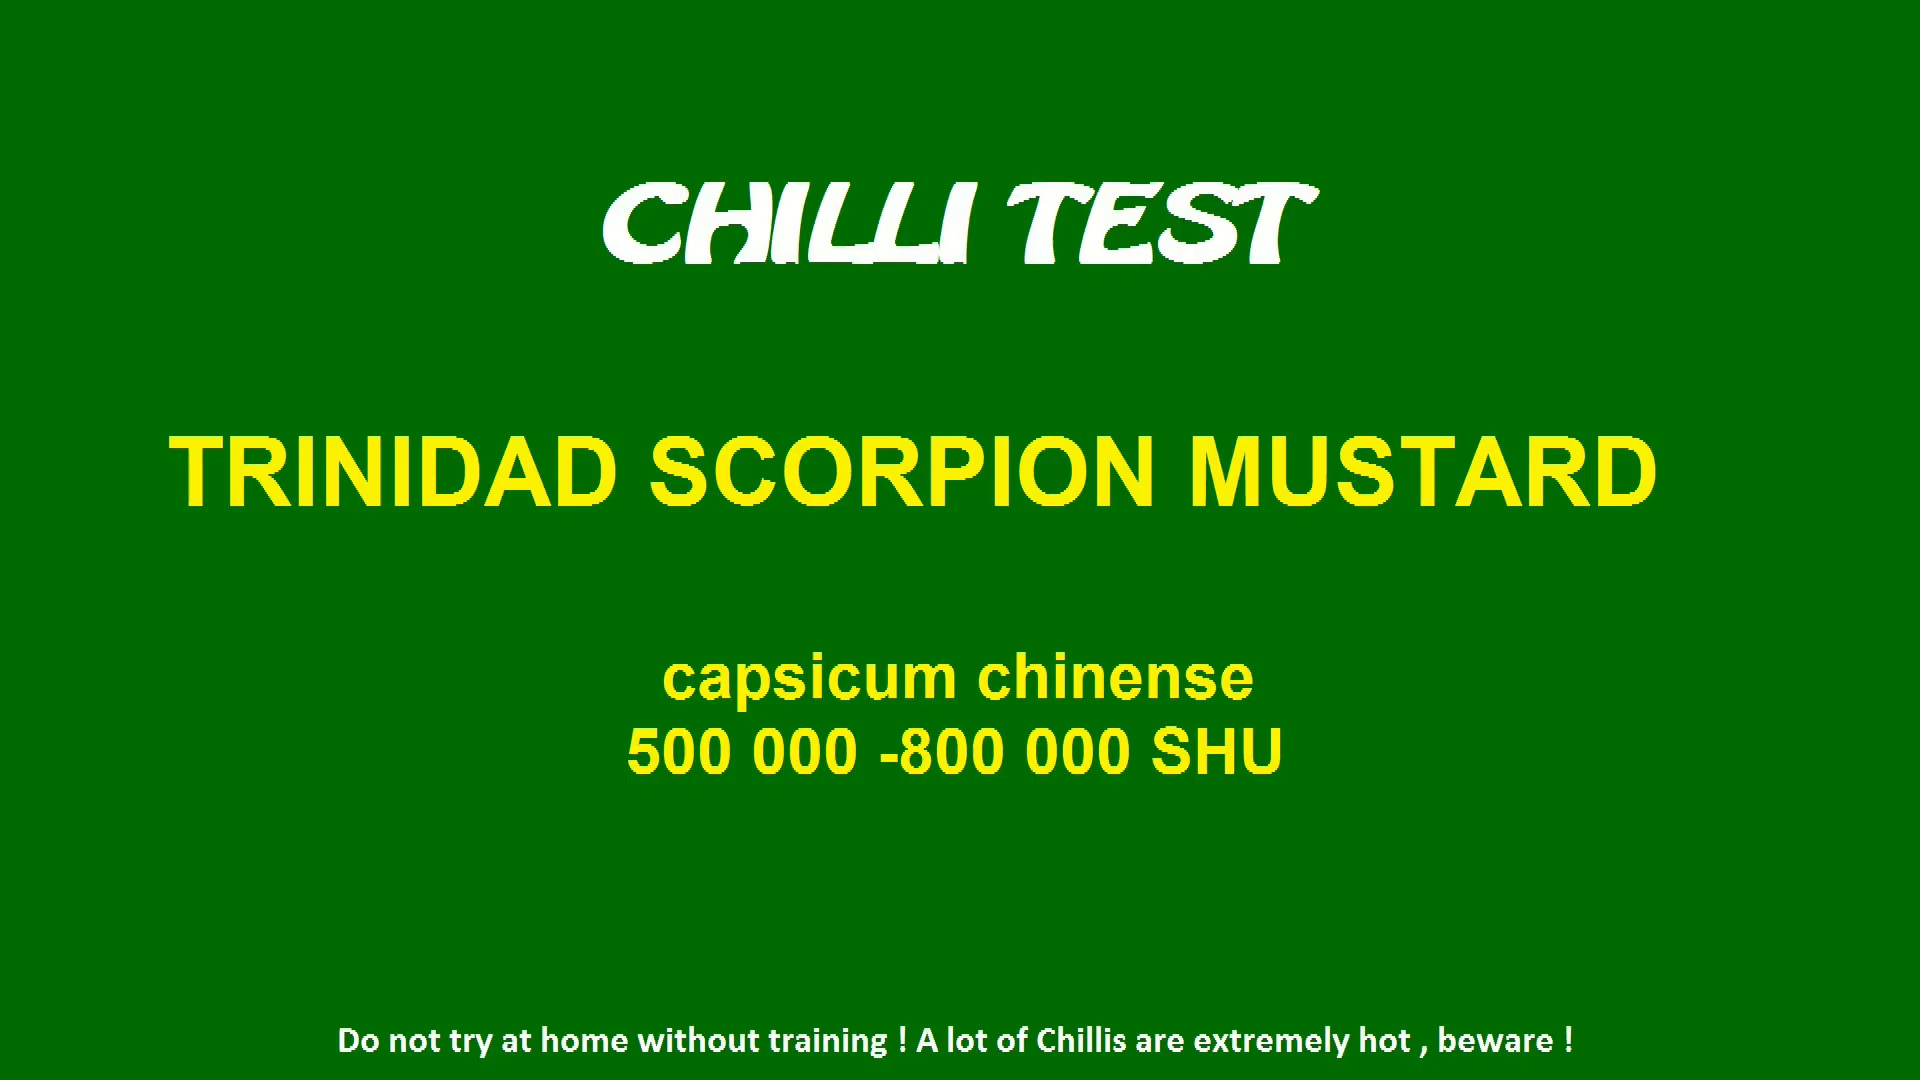 CHILLI TEST
TRINIDAD SCORPION MUSTARD
capsicum chinense
500 000 -800 000 SHU
Do not try at home without training ! A lot of Chillis are extremely hot , beware !